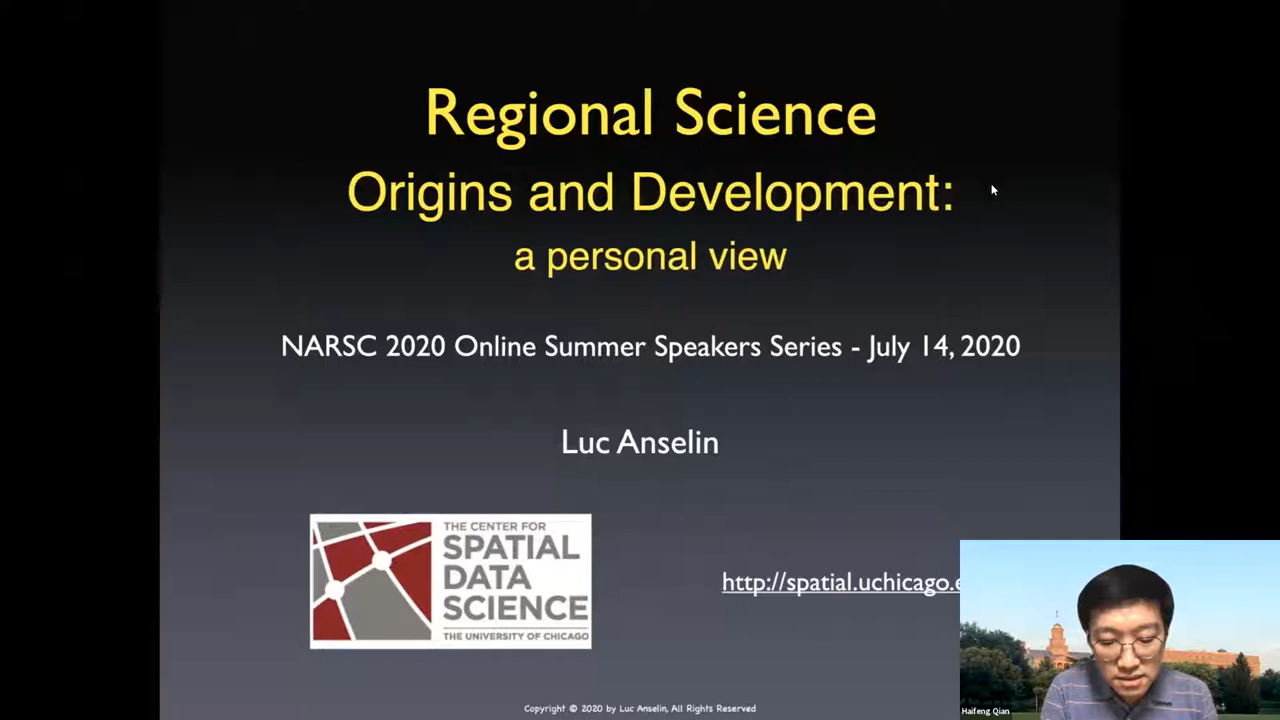 Regional Science
Origins and Development:
a personal view
NARSC 2020 Online Summer Speakers Series - July 14, 2020
Luc Anselin
THE CENTER FOR
SPATIAL
DATA
SCIENCE
THE UNIVERSITY OF CHICAGO
http://spatial.uchicago.e
Copyright © 2020 by Luc Anselin, All Rights Reserved
Haifeng Qian